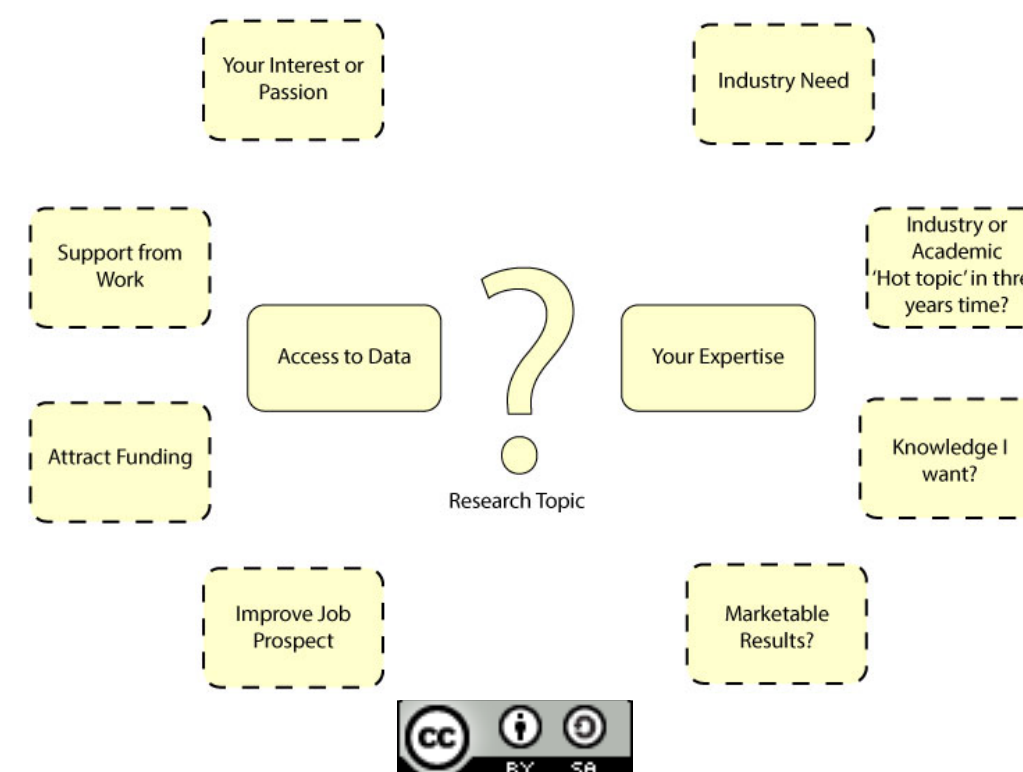 Your Interest or
Passion
Industry Need
Support from
Work
Industry or
Academic
'Hot topic' in thre
years time?
Access to Data
Your Expertise
Attract Funding
Knowledge I
want?
Research Topic
Improve Job
Prospect
Marketable
Results?
cc
BY SA